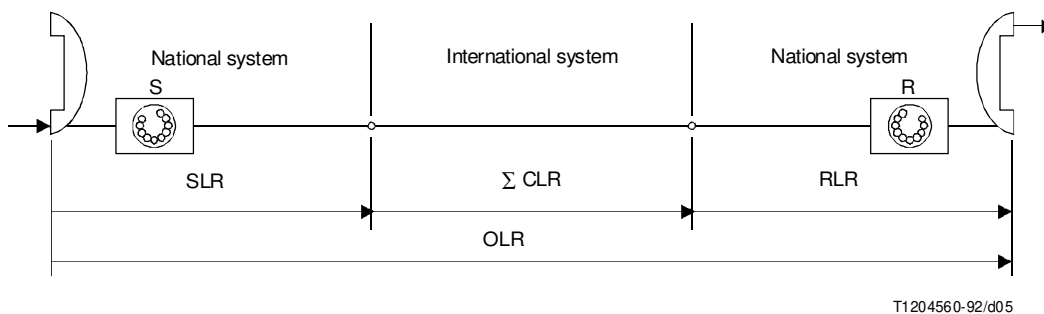 National system
International system
National system
S
R
SLR
Σ CLR
RLR
OLR
T1204560-92/d05